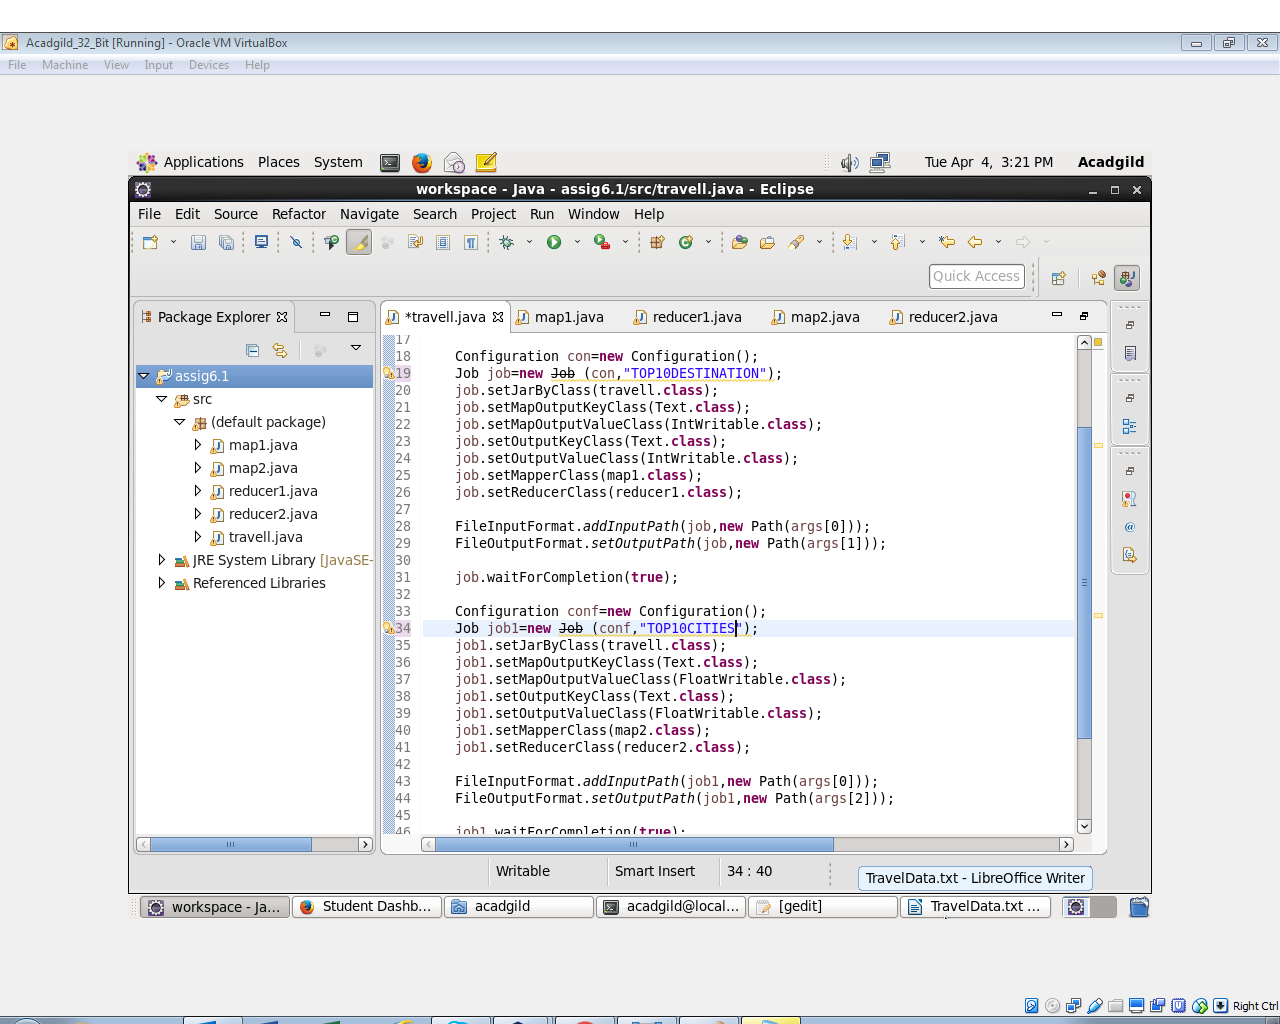 Acadgild_32_Bit [Running] - Oracle VM VirtualBox
File Machine View Input Devices Help
Applications Places System Tue Apr 4, 3:21 PM Acadgild
workspace - Java - assig6.1/src/travell.java - Eclipse
File Edit Source Refactor Navigate Search Project Run Window Help
Quick Access
Package Explorer
*travell.java map1.java reducer1.java map2.java reducer2.java
assig6.1
src
(default package)
map1.java
map2.java
reducer1.java
reducer2.java
travell.java
JRE System Library [JavaSE-
Referenced Libraries
17
18 Configuration con=new Configuration();
19 Job job=new Job (con,"TOP10DESTINATION");
20 job.setJarByClass(travell.class);
21 job.setMapOutputKeyClass(Text.class);
22 job.setMapOutputValueClass(IntWritable.class);
23 job.setOutputKeyClass(Text.class);
24 job.setOutputValueClass(IntWritable.class);
25 job.setMapperClass(map1.class);
26 job.setReducerClass(reducer1.class);
27
28 FileInputFormat.addInputPath(job,new Path(args[0]));
29 FileOutputFormat.setOutputPath(job,new Path(args[1]));
30
31 job.waitForCompletion(true);
32
33 Configuration conf=new Configuration();
34 Job job1=new Job (conf,"TOP10CITIES");
35 job1.setJarByClass(travell.class);
36 job1.setMapOutputKeyClass(Text.class);
37 job1.setMapOutputValueClass(FloatWritable.class);
38 job1.setOutputKeyClass(Text.class);
39 job1.setOutputValueClass(FloatWritable.class);
40 job1.setMapperClass(map2.class);
41 job1.setReducerClass(reducer2.class);
42
43 FileInputFormat.addInputPath(job1,new Path(args[0]));
44 FileOutputFormat.setOutputPath(job1,new Path(args[2]));
45
46 job1.waitForCompletion(true);
Writable Smart Insert 34 : 40
TravelData.txt - LibreOffice Writer
workspace - Ja... Student Dashb... acadgild acadgild@local... [gedit] TravelData.txt ...
Right Ctrl